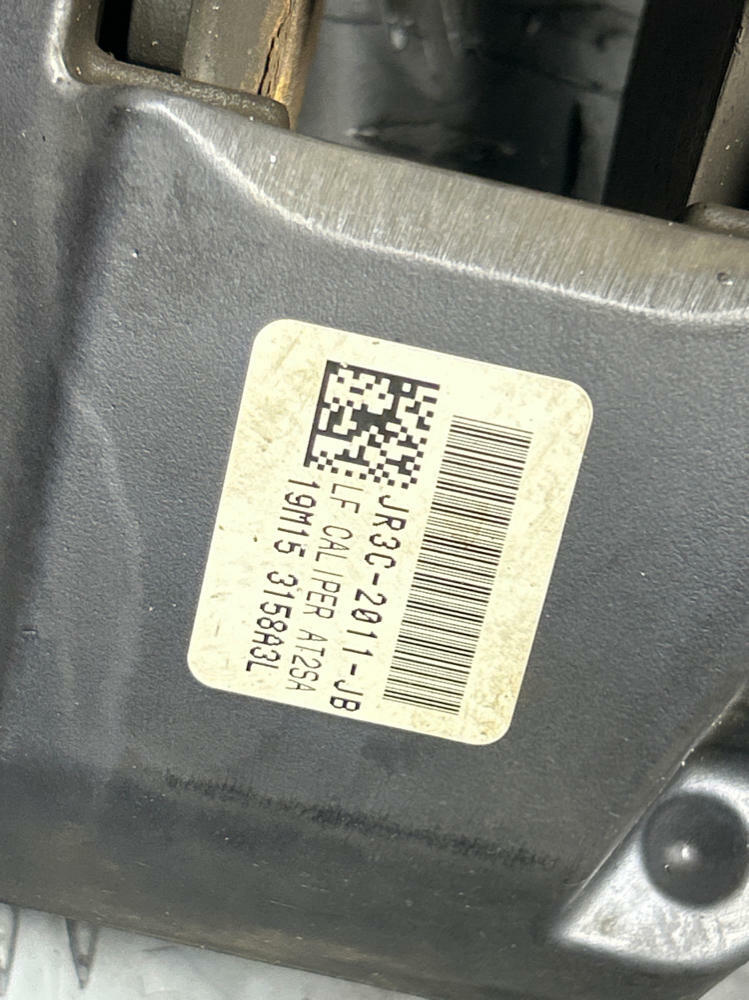 JR3C-2011-JB
LF CALIPER AT2SA
19M15 3158A3L